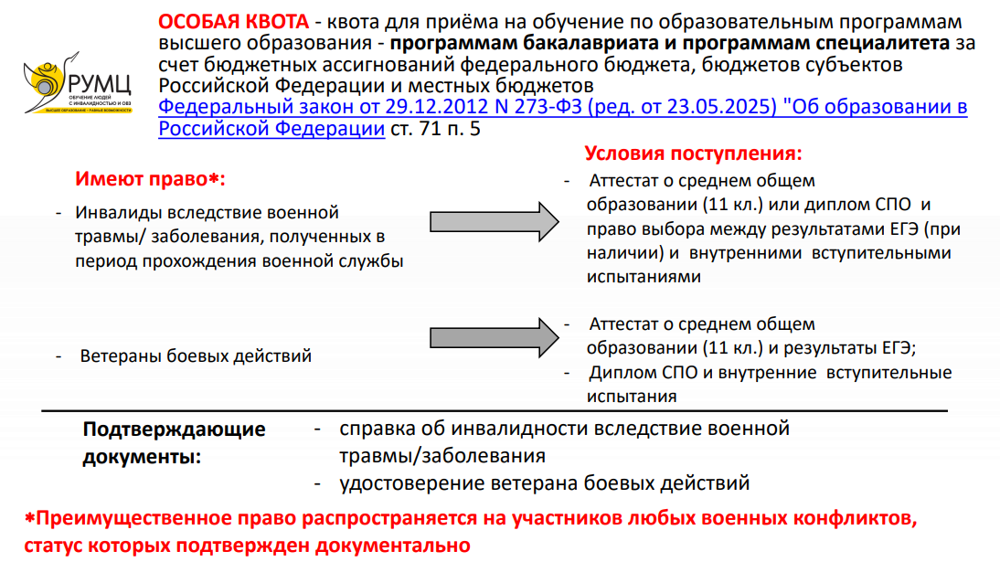 ОСОБАЯ КВОТА - квота для приёма на обучение по образовательным программам
высшего образования - программам бакалавриата и программам специалитета за
счет бюджетных ассигнований федерального бюджета, бюджетов субъектов
Российской Федерации и местных бюджетов
Федеральный закон от 29.12.2012 N 273-ФЗ (ред. от 23.05.2025) "Об образовании в
Российской Федерации ст. 71 п. 5
РУМЦ
ОБУЧЕНИЕ ЛЮДЕЙ
С ИНВАЛИДНОСТЬЮ И ОВЗ
ВЫСШЕЕ ОБРАЗОВАНИЕ - РАВНЫЕ ВОЗМОЖНОСТИ
Имеют право*:
- Инвалиды вследствие военной
травмы/ заболевания, полученных в
период прохождения военной службы
- Ветераны боевых действий
Условия поступления:
- Аттестат о среднем общем
образовании (11 кл.) или диплом СПО и
право выбора между результатами ЕГЭ (при
наличии) и внутренними вступительными
испытаниями
- Аттестат о среднем общем
образовании (11 кл.) и результаты ЕГЭ;
- Диплом СПО и внутренние вступительные
испытания
Подтверждающие
документы:
- справка об инвалидности вследствие военной
травмы/заболевания
- удостоверение ветерана боевых действий
*Преимущественное право распространяется на участников любых военных конфликтов,
статус которых подтвержден документально